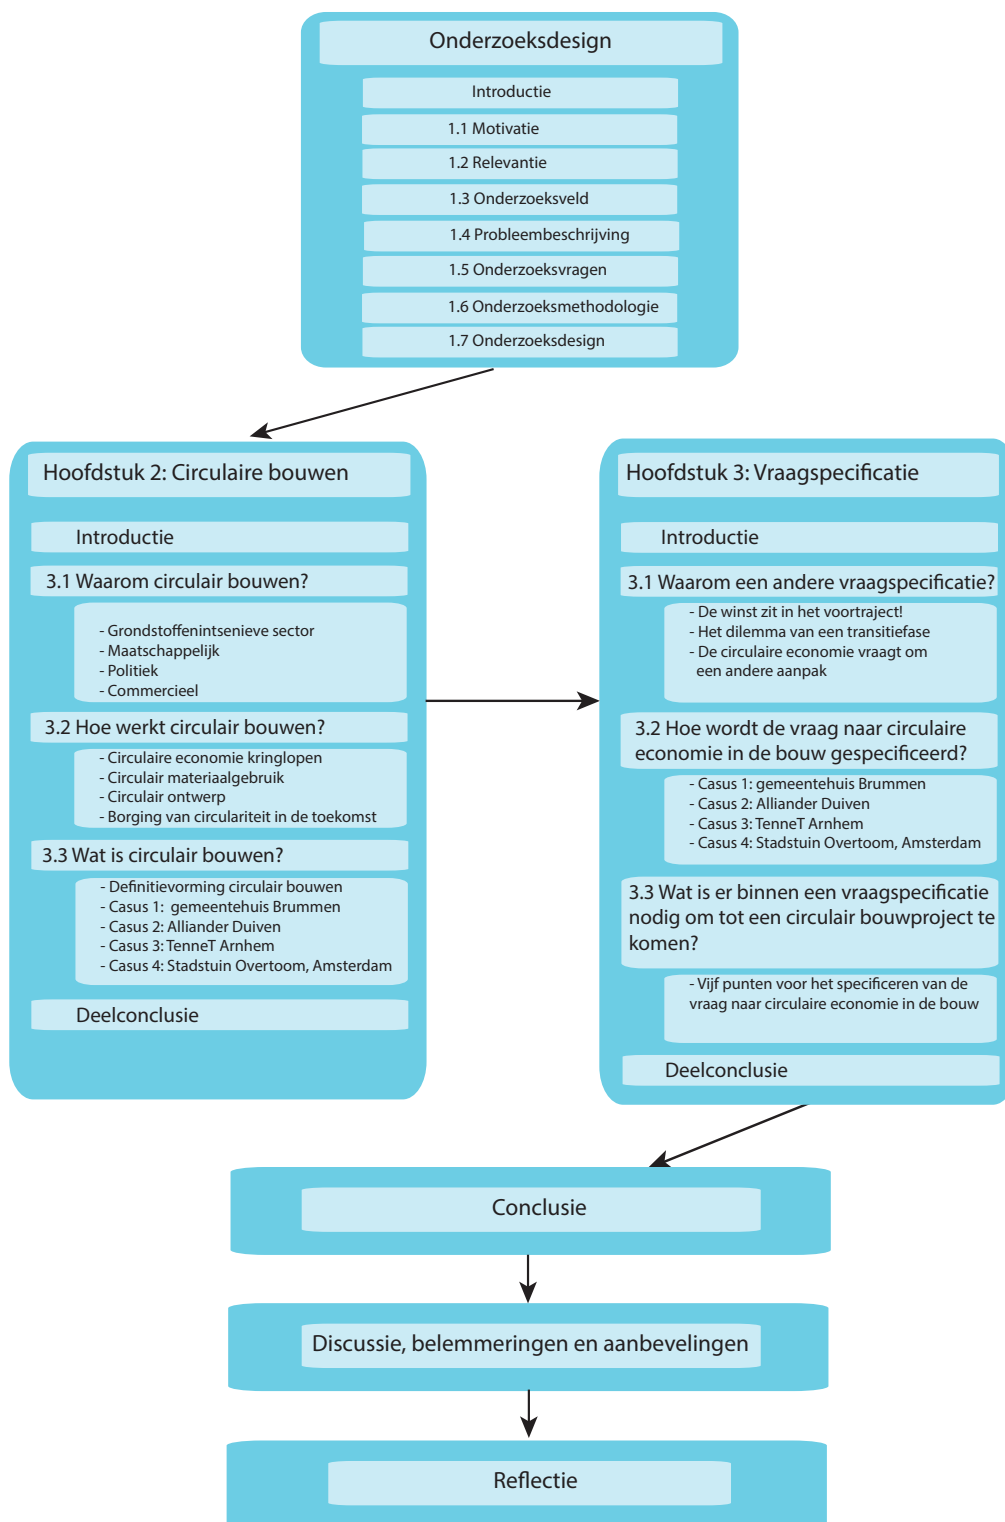 Onderzoeksdesign
Introductie
1.1 Motivatie
1.2 Relevantie
1.3 Onderzoeksveld
1.4 Probleembeschrijving
1.5 Onderzoeksvragen
1.6 Onderzoeksmethodologie
1.7 Onderzoeksdesign
Hoofdstuk 2: Circulaire bouwen
Introductie
3.1 Waarom circulair bouwen?
- Grondstoffenintsenieve sector
- Maatschappelijk
- Politiek
- Commercieel
3.2 Hoe werkt circulair bouwen?
- Circulaire economie kringlopen
- Circulair materiaalgebruik
- Circulair ontwerp
- Borging van circulariteit in de toekomst
3.3 Wat is circulair bouwen?
- Definitievorming circulair bouwen
- Casus 1: gemeentehuis Brummen
- Casus 2: Alliander Duiven
- Casus 3: TenneT Arnhem
- Casus 4: Stadstuin Overtoom, Amsterdam
Deelconclusie
Hoofdstuk 3: Vraagspecificatie
Introductie
3.1 Waarom een andere vraagspecificatie?
- De winst zit in het voortraject!
- Het dilemma van een transitiefase
- De circulaire economie vraagt om
een andere aanpak
3.2 Hoe wordt de vraag naar circulaire
economie in de bouw gespecificeerd?
- Casus 1: gemeentehuis Brummen
- Casus 2: Alliander Duiven
- Casus 3: TenneT Arnhem
- Casus 4: Stadstuin Overtoom, Amsterdam
3.3 Wat is er binnen een vraagspecificatie
nodig om tot een circulair bouwproject te
komen?
- Vijf punten voor het specificeren van de
vraag naar circulaire economie in de bouw
Deelconclusie
Conclusie
Discussie, belemmeringen en aanbevelingen
Reflectie